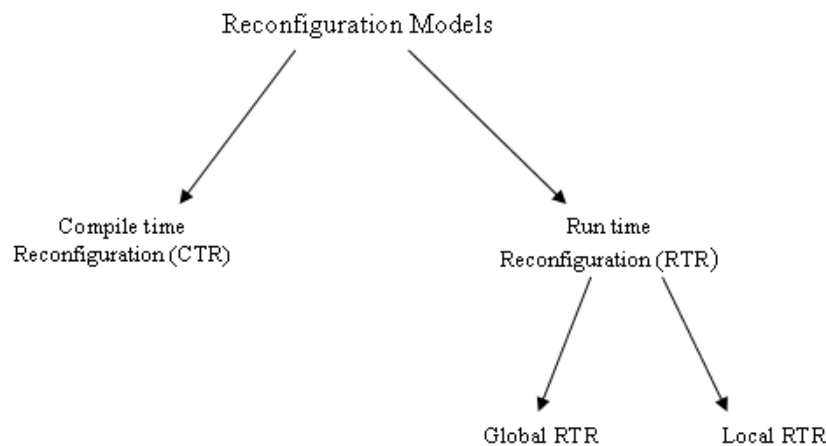 Reconfiguration Models
Compile time
Reconfiguration (CTR)
Run time
Reconfiguration (RTR)
Global RTR
Local RTR